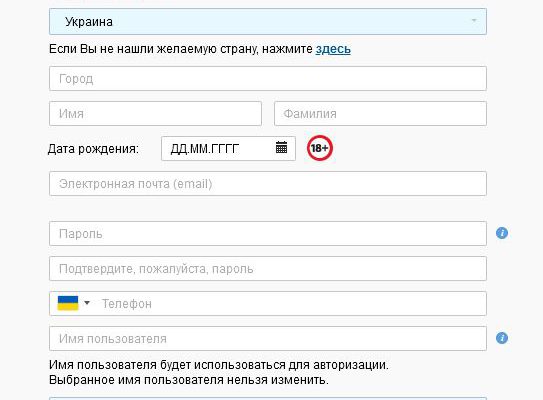 Украина
Если Вы не нашли желаемую страну, нажмите здесь
Город
Имя Фамилия
Дата рождения: ДД.ММ.ГГГГ 18+
Электронная почта (email)
Пароль
Подтвердите, пожалуйста, пароль
Телефон
Имя пользователя
Имя пользователя будет использоваться для авторизации.
Выбранное имя пользователя нельзя изменить.